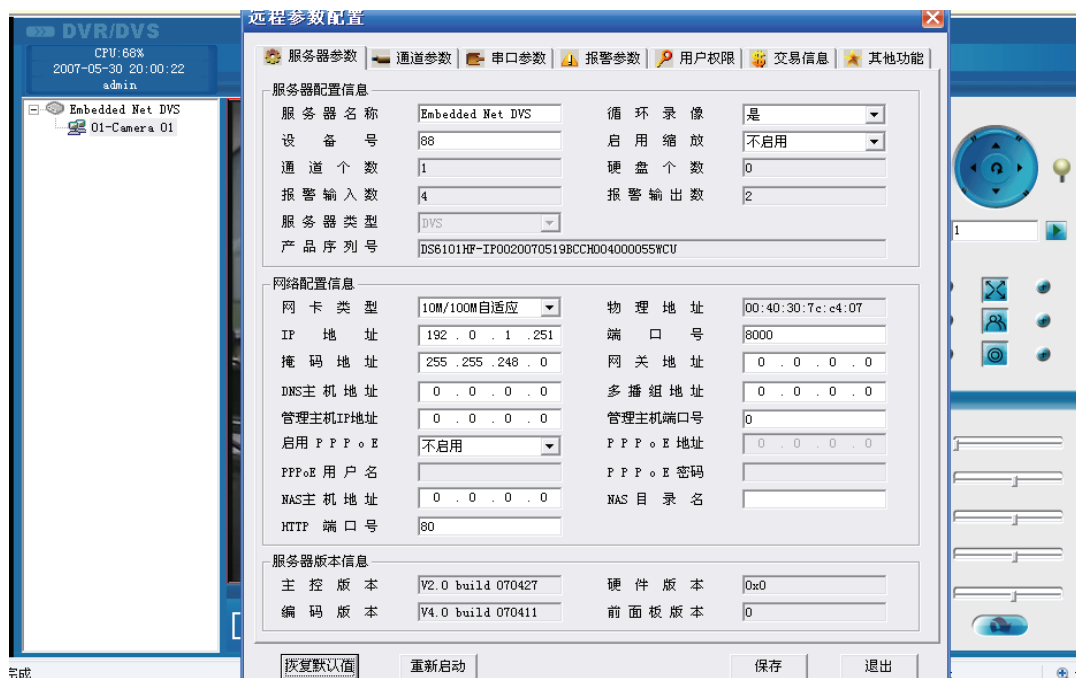 远程参数配置
DVR/DVS
CPU:68%
2007-05-30 20:00:22
admin
服务器参数 通道参数 串口参数 报警参数 用户权限 交易信息 其他功能
Embedded Net DVS
01-Camera 01
服务器配置信息
服务器名称 Embedded Net DVS 循环录像 是
设备号 88 启用缩放 不启用
通道个数 1 硬盘个数 0
报警输入数 4 报警输出数 2
服务器类型 DVS
产品序列号 DS6101HF-IP0020070519BCCH004000055WCU
1
网络配置信息
网卡类型 10M/100M自适应 物理地址 00:40:30:7c:c4:07
IP地址 192 . 0 . 1 .251 端口号 8000
掩码地址 255 .255 .248 . 0 网关地址 0 . 0 . 0 . 0
DNS主机地址 0 . 0 . 0 . 0 多播组地址 0 . 0 . 0 . 0
管理主机IP地址 0 . 0 . 0 . 0 管理主机端口号 0
启用PPPoE 不启用 PPPoE地址 0 . 0 . 0 . 0
PPPoE用户名 PPPoE密码
NAS主机地址 0 . 0 . 0 . 0 NAS目录名
HTTP端口号 80
服务器版本信息
主控版本 V2.0 build 070427 硬件版本 0x0
编码版本 V4.0 build 070411 前面板版本 0
恢复默认值 重新启动 保存 退出
完成